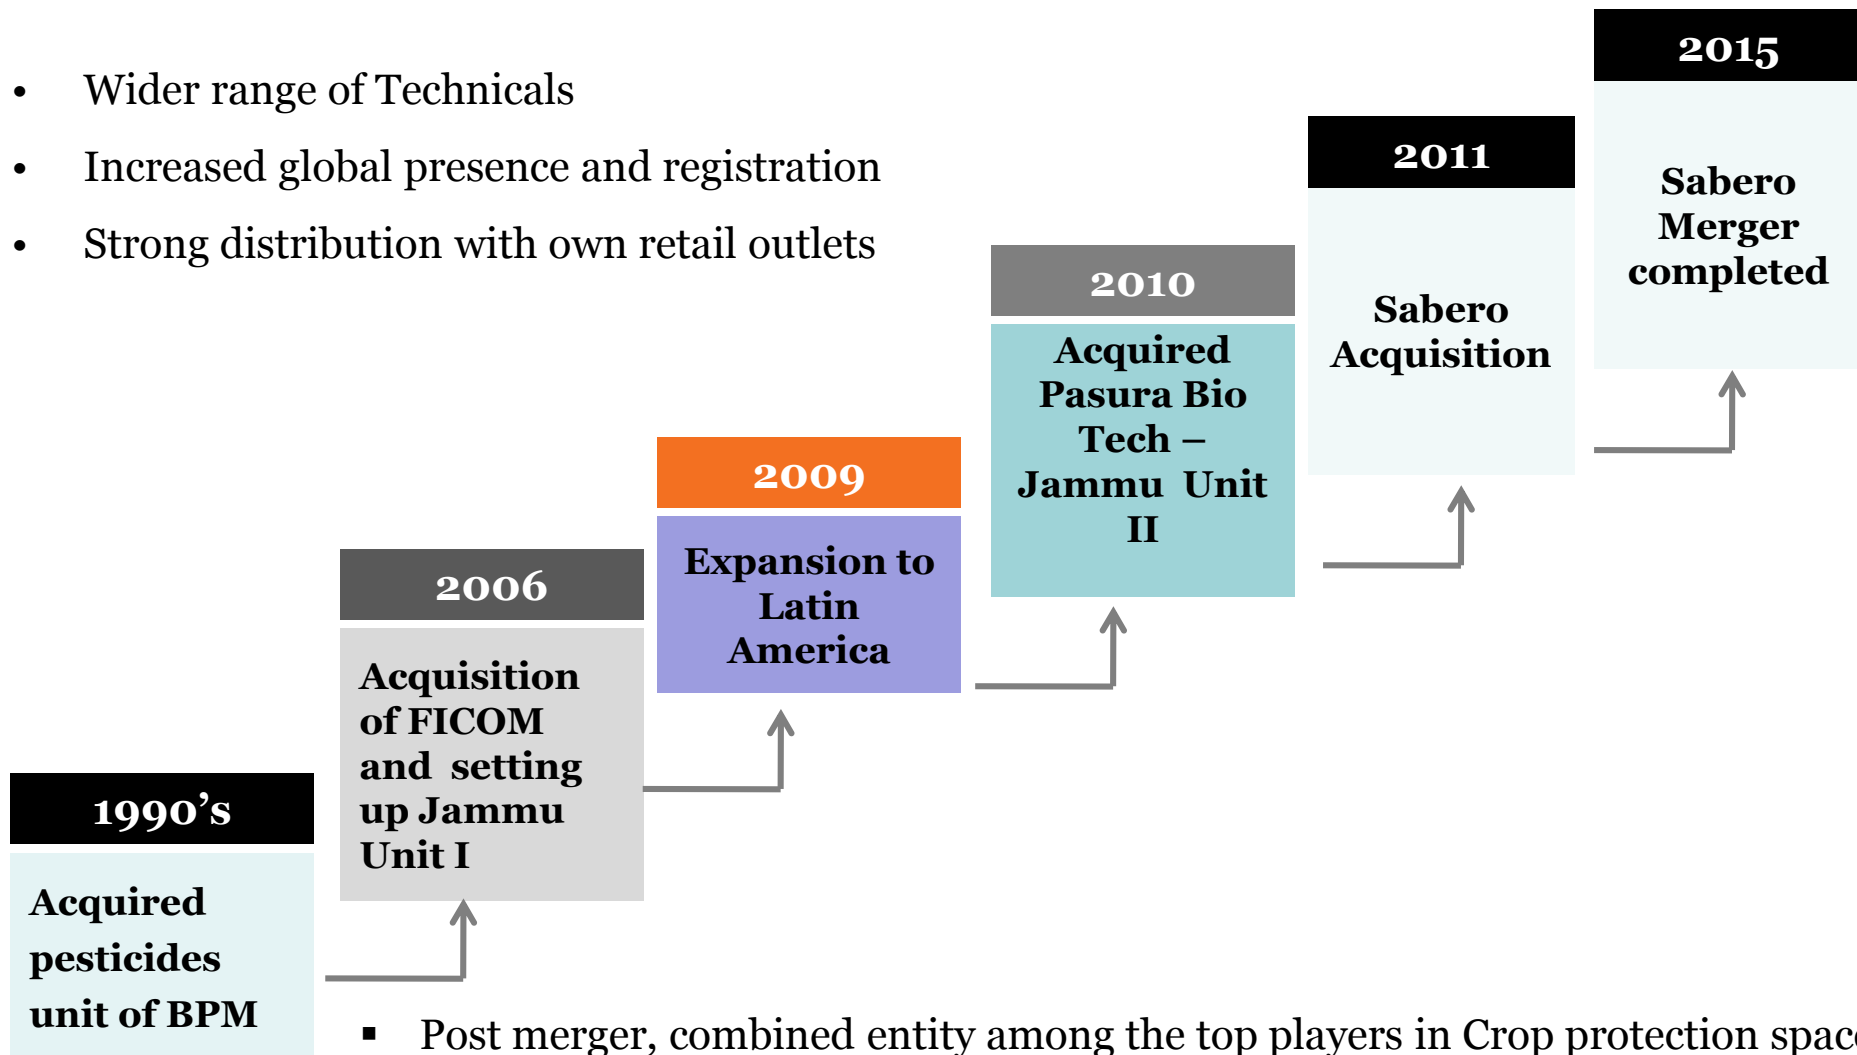 • Wider range of Technicals
• Increased global presence and registration
• Strong distribution with own retail outlets
1990’s
Acquired
pesticides
unit of BPM
2006
Acquisition
of FICOM
and setting
up Jammu
Unit I
2009
Expansion to
Latin
America
2010
Acquired
Pasura Bio
Tech –
Jammu Unit
II
2011
Sabero
Acquisition
2015
Sabero
Merger
completed
▪ Post merger, combined entity among the top players in Crop protection space